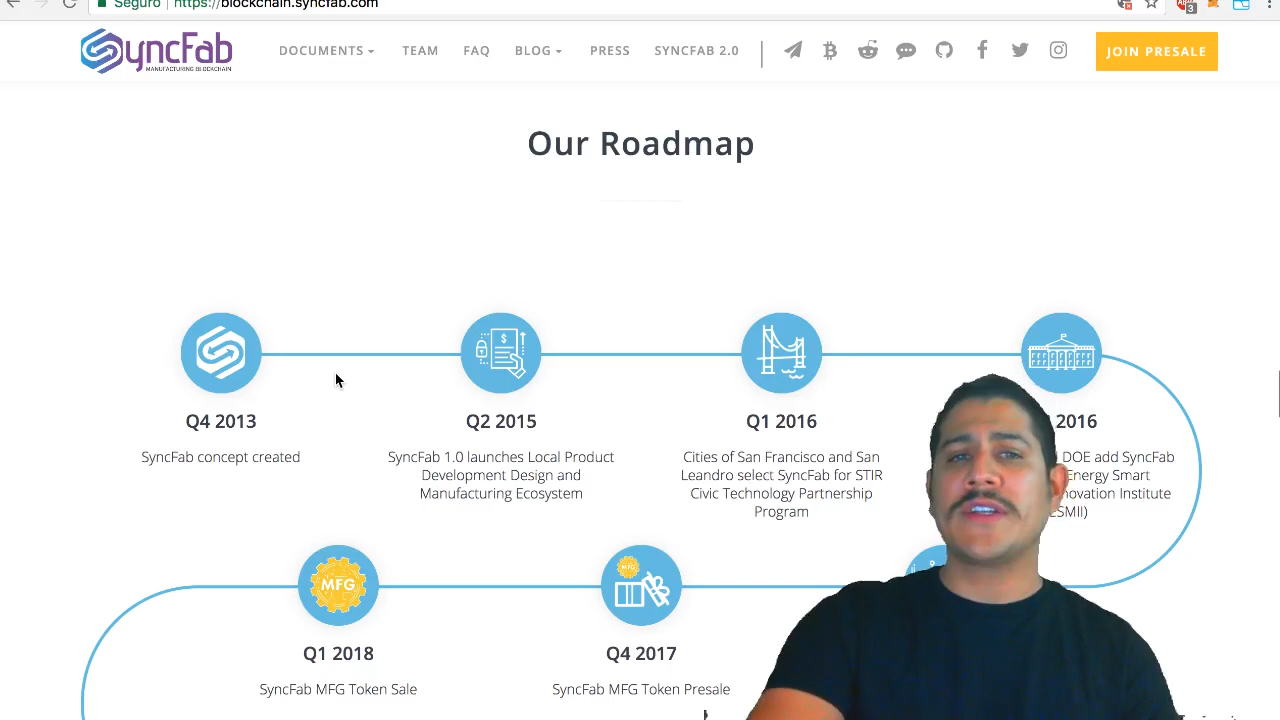 Seguro
https://blockchain.syncfab.com
SyncFab
MANUFACTURING BLOCKCHAIN
DOCUMENTS
TEAM
FAQ
BLOG
PRESS
SYNCFAB 2.0
JOIN PRESALE
3
Our Roadmap
$
Q4 2013
SyncFab concept created
Q2 2015
SyncFab 1.0 launches Local Product
Development Design and
Manufacturing Ecosystem
Q1 2016
Cities of San Francisco and San
Leandro select SyncFab for STIR
Civic Technology Partnership
Program
2016
DOE add SyncFab
Energy Smart
Institute
MFG
Q1 2018
SyncFab MFG Token Sale
MFG
Q4 2017
SyncFab MFG Token Presale